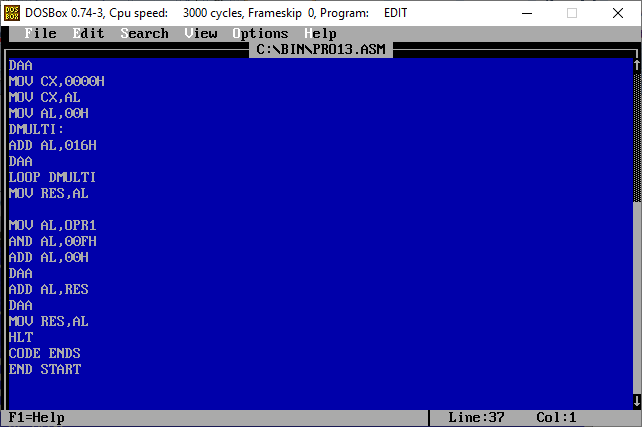 DOS
BOX
DOSBox 0.74-3, Cpu speed: 3000 cycles, Frameskip 0, Program: EDIT
File Edit Search View Options Help
C:\BIN\PRO13.ASM
DAA
MOV CX,0000H
MOV CX,AL
MOV AL,00H
DMULTI:
ADD AL,016H
DAA
LOOP DMULTI
MOV RES,AL
MOV AL,OPR1
AND AL,00FH
ADD AL,00H
DAA
ADD AL,RES
DAA
MOV RES,AL
HLT
CODE ENDS
END START
F1=Help Line:37 Col:1